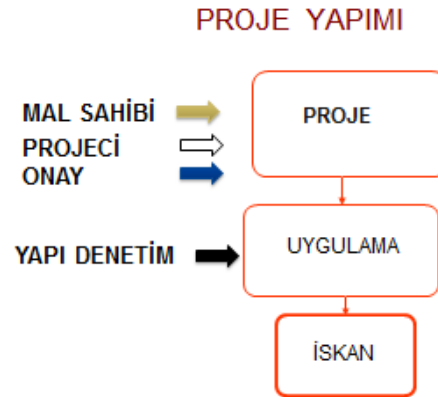 PROJE YAPIMI
MAL SAHİBİ
PROJECİ
ONAY
PROJE
YAPI DENETİM
UYGULAMA
İSKAN